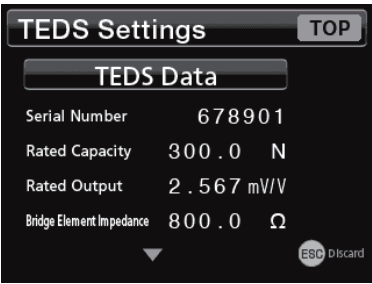 TEDS Settings TOP
TEDS Data
Serial Number 678901
Rated Capacity 300.0 N
Rated Output 2.567 mV/V
Bridge Element Impedance 800.0 Ω
ESC Discard